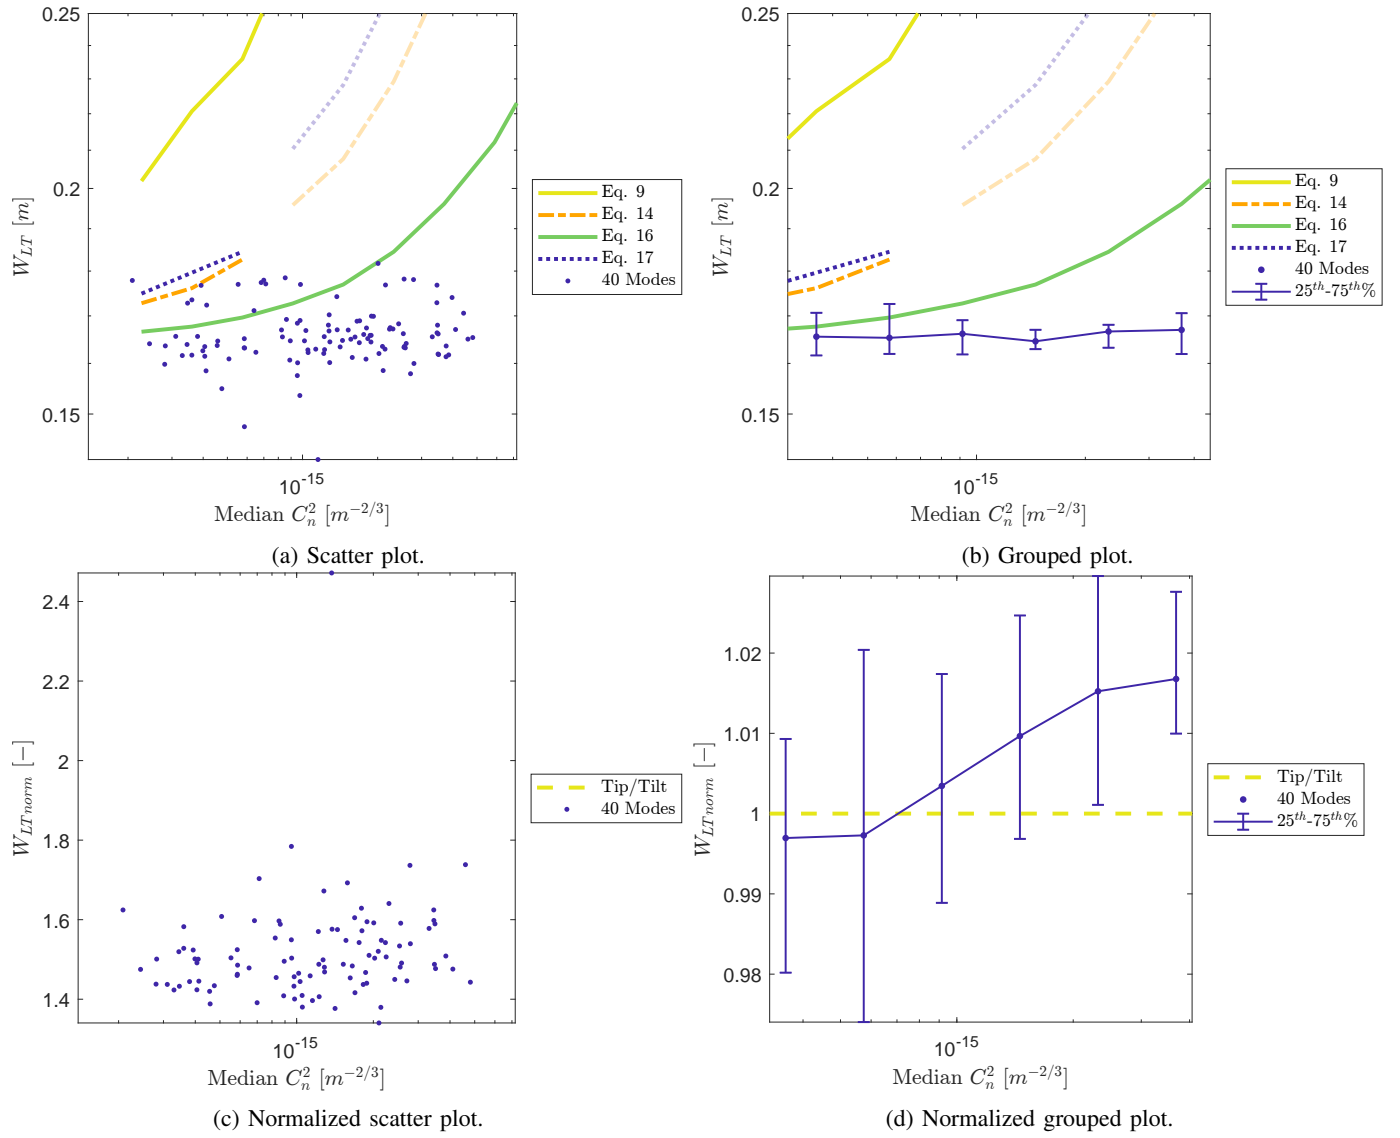 0.25
0.2
0.15
W_{LT} [m]
10^{-15}
Median C_n^2 [m^{-2/3}]
Eq. 9
Eq. 14
Eq. 16
Eq. 17
40 Modes
(a) Scatter plot.
0.25
0.2
0.15
W_{LT} [m]
10^{-15}
Median C_n^2 [m^{-2/3}]
Eq. 9
Eq. 14
Eq. 16
Eq. 17
40 Modes
25^{th}-75^{th}%
(b) Grouped plot.
2.4
2.2
2
1.8
1.6
1.4
W_{LTnorm} [−]
10^{-15}
Median C_n^2 [m^{-2/3}]
Tip/Tilt
40 Modes
(c) Normalized scatter plot.
1.02
1.01
1
0.99
0.98
W_{LTnorm} [−]
10^{-15}
Median C_n^2 [m^{-2/3}]
Tip/Tilt
40 Modes
25^{th}-75^{th}%
(d) Normalized grouped plot.